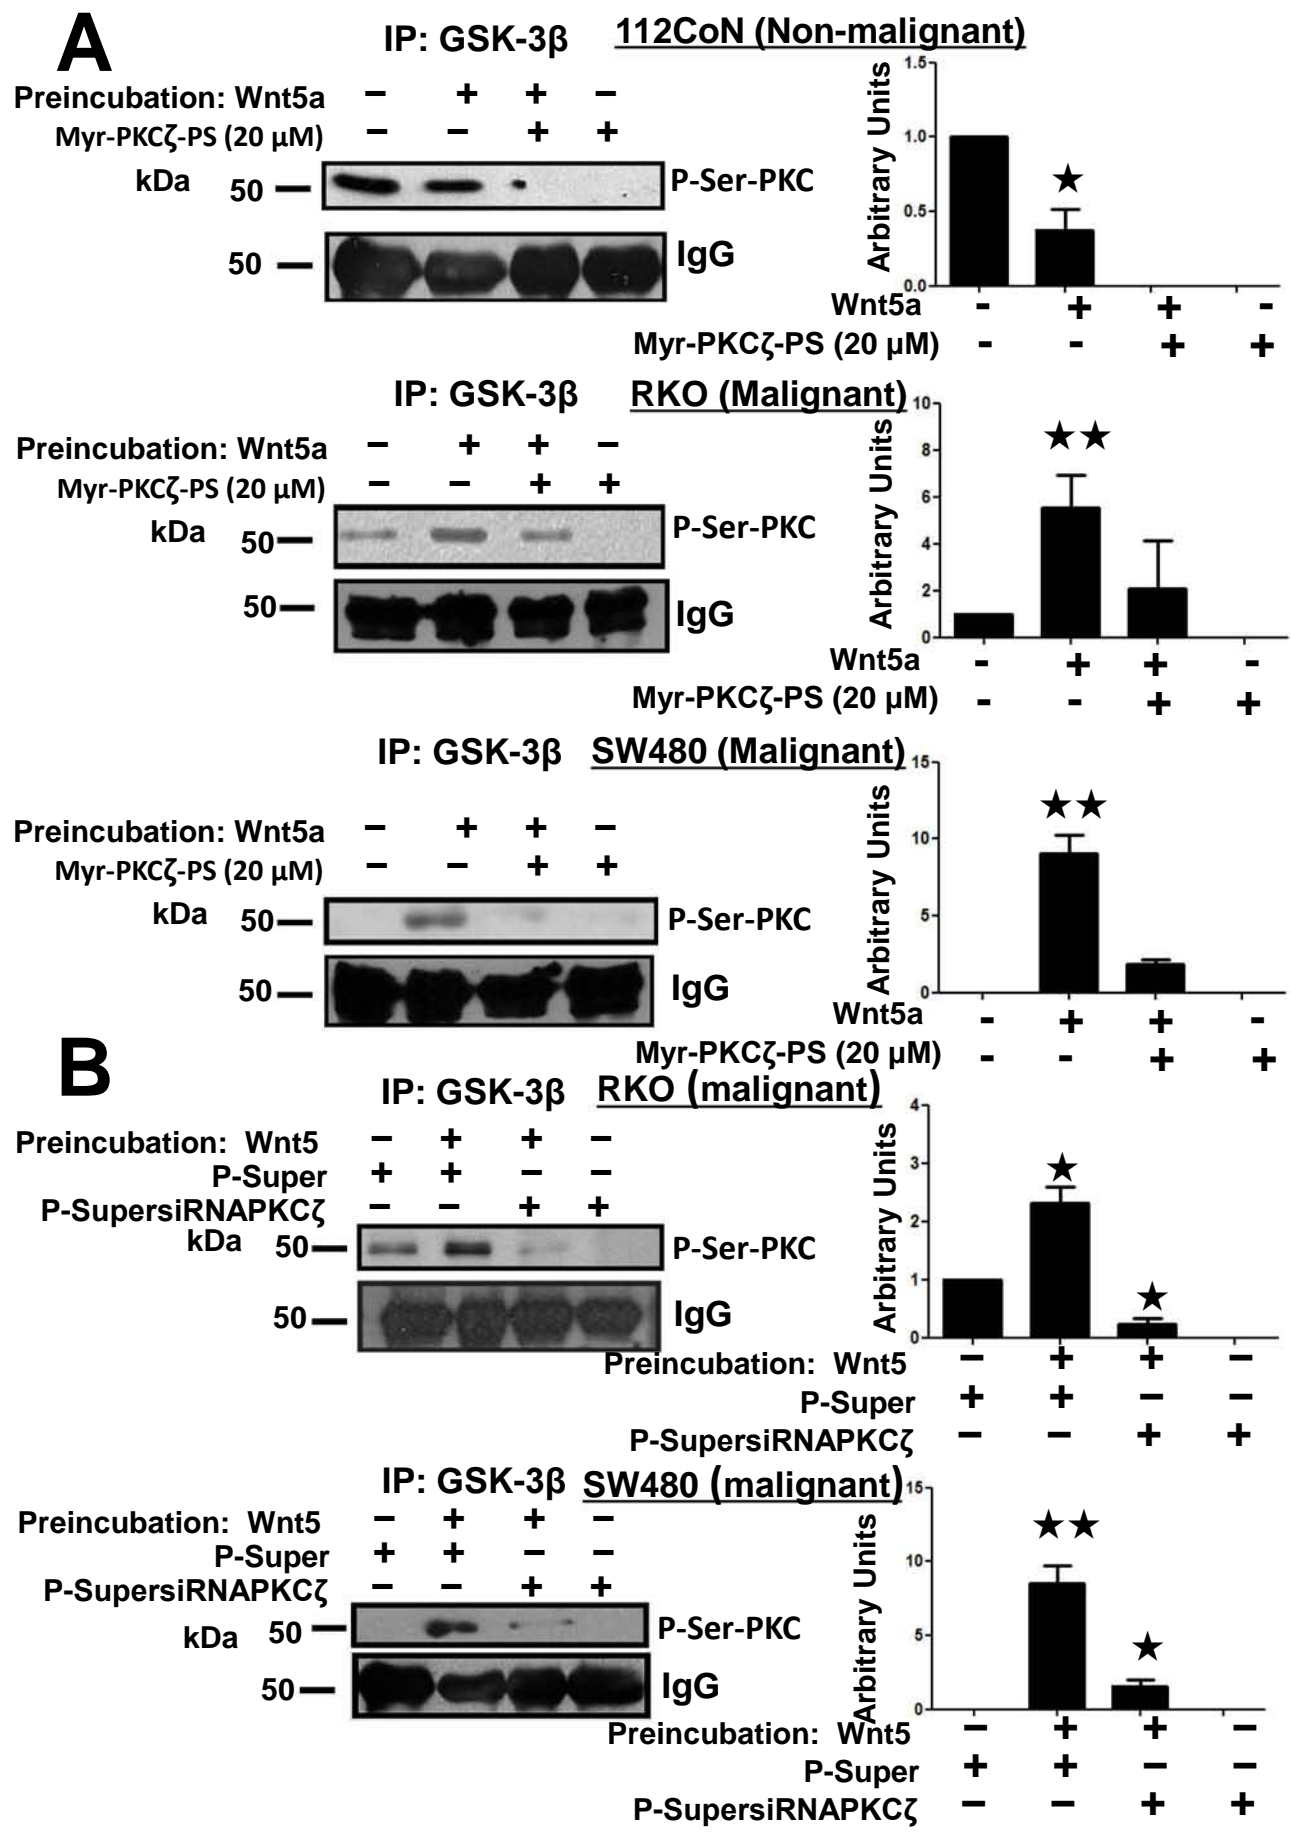 A
IP: GSK-3β 112CoN (Non-malignant)
Preincubation: Wnt5a – + + –
Myr-PKCζ-PS (20 µM) – – + +
kDa 50 P-Ser-PKC
50 IgG
Arbitrary Units
1.5
1.0
0.5
0.0
Wnt5a - + + -
Myr-PKCζ-PS (20 µM) - - + +
IP: GSK-3β RKO (Malignant)
Preincubation: Wnt5a – + + –
Myr-PKCζ-PS (20 µM) – – + +
kDa 50 P-Ser-PKC
50 IgG
Arbitrary Units
10
8
6
4
2
0
Wnt5a - + + -
Myr-PKCζ-PS (20 µM) - - + +
IP: GSK-3β SW480 (Malignant)
Preincubation: Wnt5a – + + –
Myr-PKCζ-PS (20 µM) – – + +
kDa 50 P-Ser-PKC
50 IgG
Arbitrary Units
15
10
5
0
Wnt5a - + + -
Myr-PKCζ-PS (20 µM) - - + +
B
IP: GSK-3β RKO (malignant)
Preincubation: Wnt5 – + + –
P-Super + + – –
P-SupersiRNAPKCζ – – + +
kDa 50 P-Ser-PKC
50 IgG
Arbitrary Units
4
3
2
1
0
Preincubation: Wnt5 – + + –
P-Super + + – –
P-SupersiRNAPKCζ – – + +
IP: GSK-3β SW480 (malignant)
Preincubation: Wnt5 – + + –
P-Super + + – –
P-SupersiRNAPKCζ – – + +
kDa 50 P-Ser-PKC
50 IgG
Arbitrary Units
15
10
5
0
Preincubation: Wnt5 – + + –
P-Super + + – –
P-SupersiRNAPKCζ – – + +